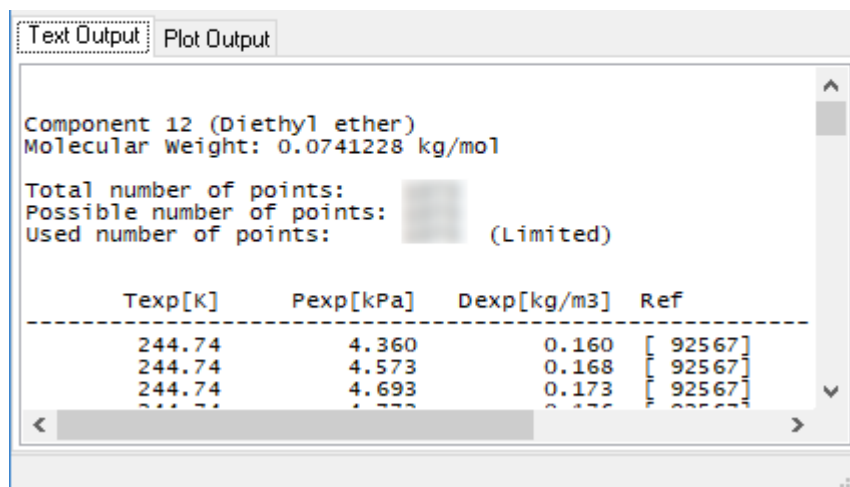 Text Output Plot Output
Component 12 (Diethyl ether)
Molecular Weight: 0.0741228 kg/mol
Total number of points:
Possible number of points:
Used number of points: (Limited)
Texp[K] Pexp[kPa] Dexp[kg/m3] Ref
-----------------------------------------------------------
244.74 4.360 0.160 [ 92567]
244.74 4.573 0.168 [ 92567]
244.74 4.693 0.173 [ 92567]